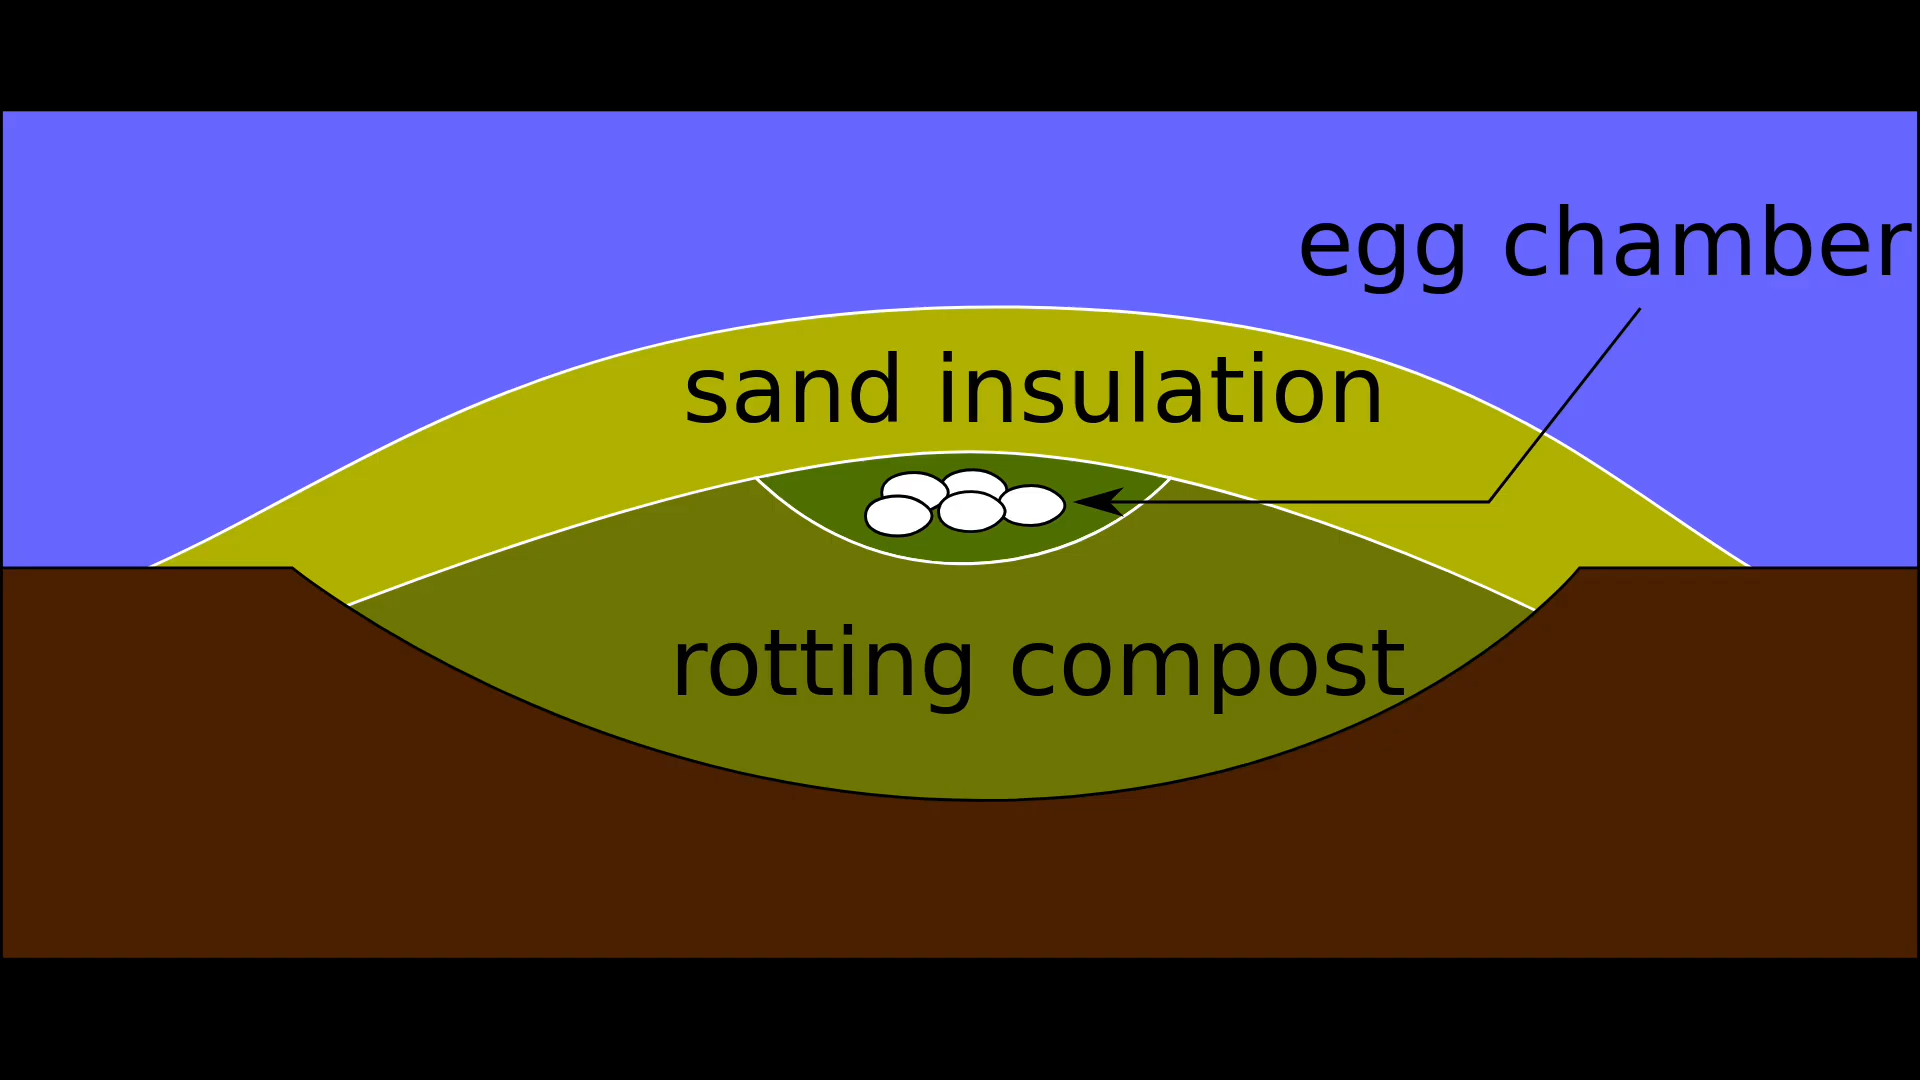 egg chamber
sand insulation
rotting compost